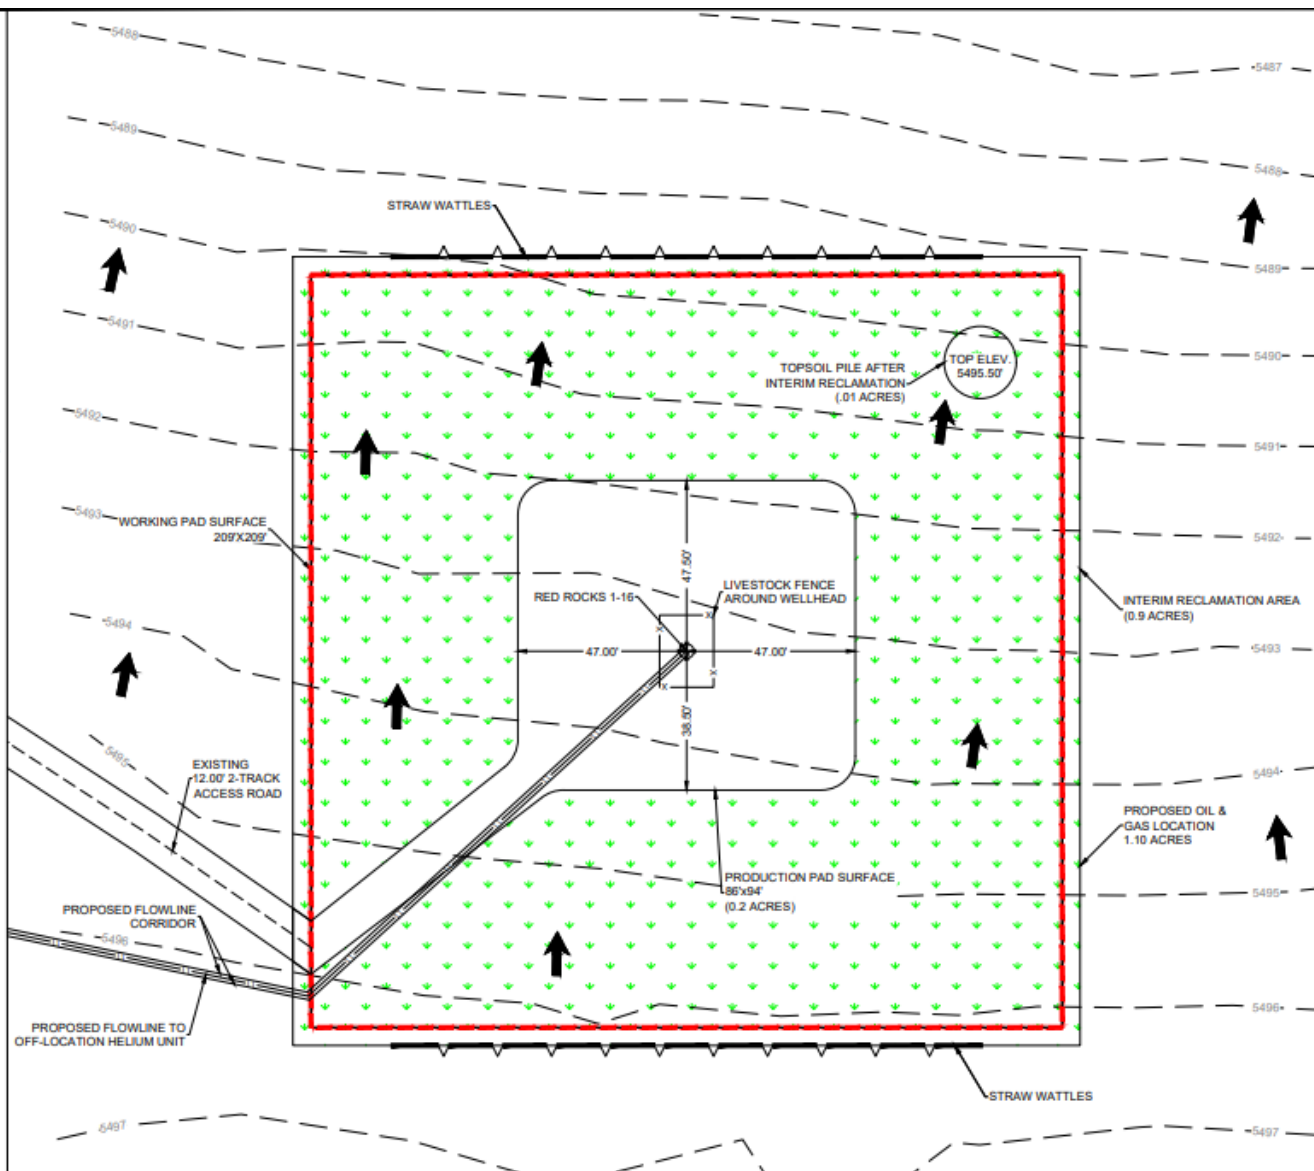 5488
5487
5489
5488
STRAW WATTLES
5490
5489
5491
TOP ELEV.
5495.50'
5490
TOPSOIL PILE AFTER
INTERIM RECLAMATION
(.01 ACRES)
5492
5491
5493
WORKING PAD SURFACE
209'X209'
5492
47.50'
LIVESTOCK FENCE
AROUND WELLHEAD
RED ROCKS 1-16
INTERIM RECLAMATION AREA
(0.9 ACRES)
5494
X
X
47.00'
47.00'
5493
X
X
38.50'
5495
EXISTING
12.00' 2-TRACK
ACCESS ROAD
5494
PROPOSED OIL &
GAS LOCATION
1.10 ACRES
PRODUCTION PAD SURFACE
86'x94'
(0.2 ACRES)
5495
PROPOSED FLOWLINE
CORRIDOR
5496
5496
PROPOSED FLOWLINE TO
OFF-LOCATION HELIUM UNIT
STRAW WATTLES
5497
5497